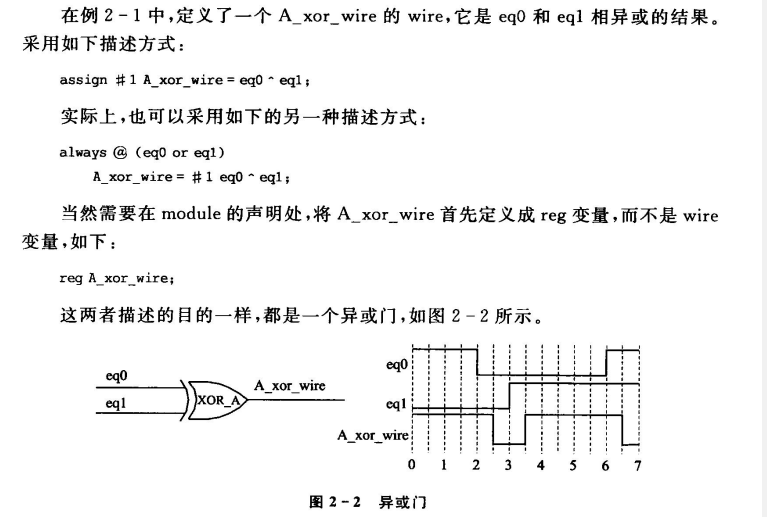 在例 2-1 中,定义了一个 A_xor_wire 的 wire,它是 eq0 和 eq1 相异或的结果。
采用如下描述方式:
assign #1 A_xor_wire = eq0 ^ eq1;
实际上,也可以采用如下的另一种描述方式:
always @ (eq0 or eq1)
A_xor_wire = #1 eq0 ^ eq1;
当然需要在 module 的声明处,将 A_xor_wire 首先定义成 reg 变量,而不是 wire
变量,如下:
reg A_xor_wire;
这两者描述的目的一样,都是一个异或门,如图 2-2 所示。
eq0
eq1
XOR_A
A_xor_wire
eq0
eq1
A_xor_wire
0 1 2 3 4 5 6 7
图 2-2 异或门